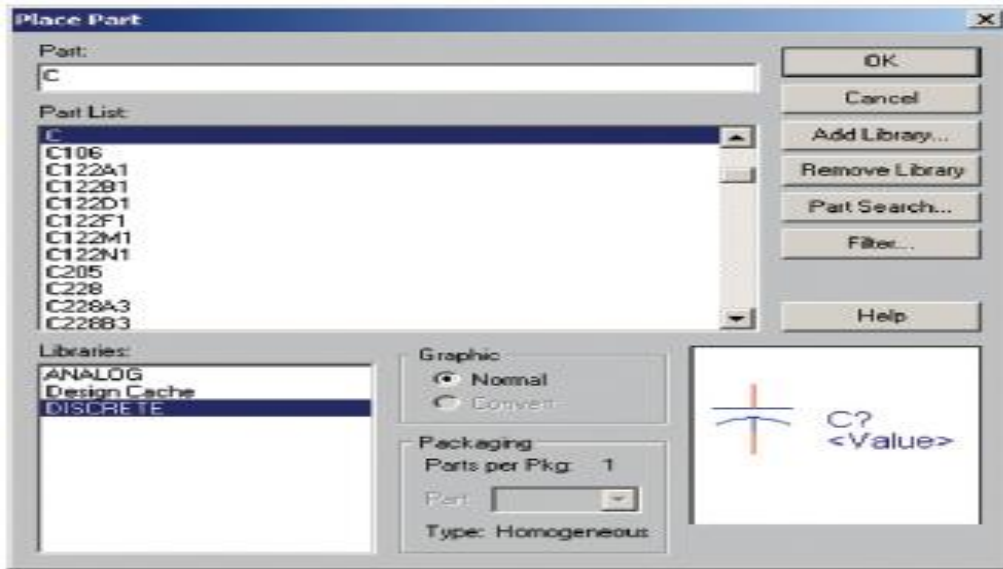 Place Part
Part:
C
Part List:
C
C106
C122A1
C122B1
C122D1
C122F1
C122M1
C122N1
C205
C228
C228A3
C228B3
OK
Cancel
Add Library...
Remove Library
Part Search...
Filter...
Help
Libraries:
ANALOG
Design Cache
DISCRETE
Graphic
Normal
Convert
Packaging
Parts per Pkg: 1
Part
Type: Homogeneous
C?
<Value>